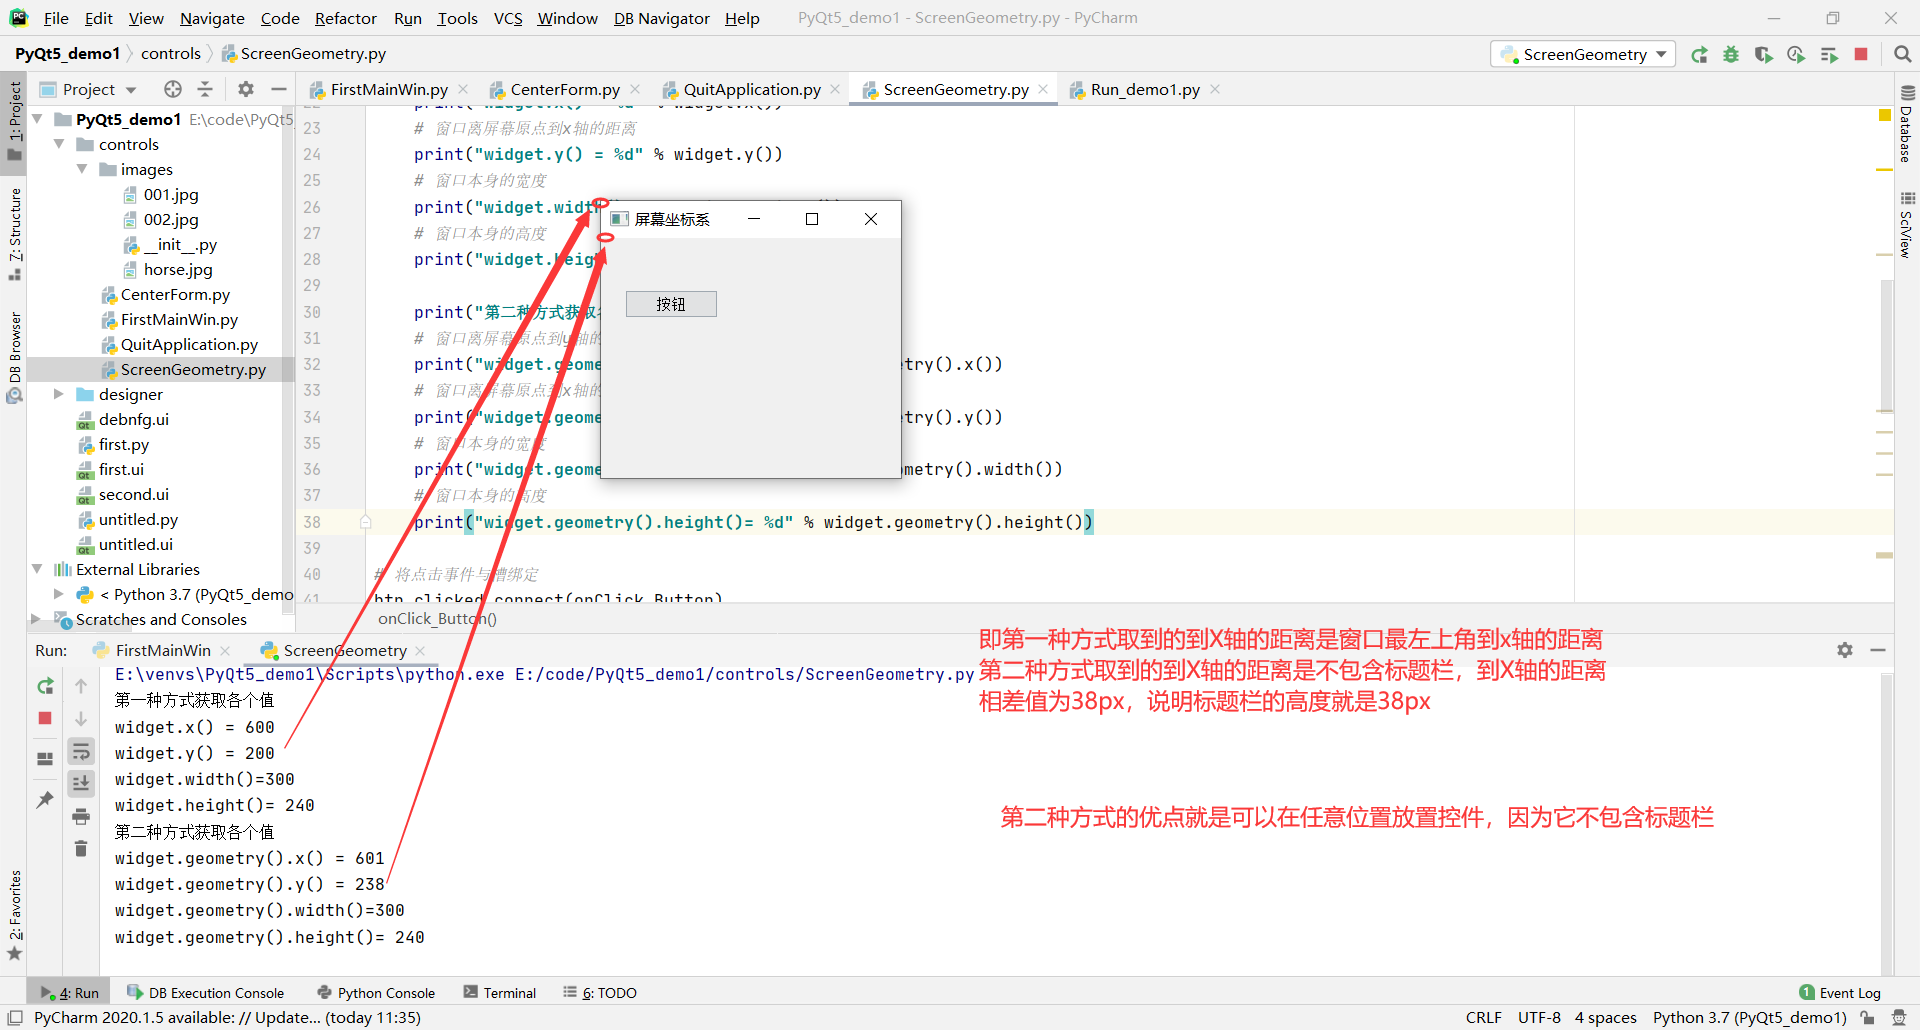 File Edit View Navigate Code Refactor Run Tools VCS Window DB Navigator Help PyQt5_demo1 - ScreenGeometry.py - PyCharm
PyQt5_demo1 controls ScreenGeometry.py ScreenGeometry
Project FirstMainWin.py CenterForm.py QuitApplication.py ScreenGeometry.py Run_demo1.py
1: Project
7: Structure
DB Browser
2: Favorites
Database
SciView
PyQt5_demo1 E:\code\PyQt5
controls
images
001.jpg
002.jpg
__init__.py
horse.jpg
CenterForm.py
FirstMainWin.py
QuitApplication.py
ScreenGeometry.py
designer
debnfg.ui
first.py
first.ui
second.ui
untitled.py
untitled.ui
External Libraries
< Python 3.7 (PyQt5_demo
Scratches and Consoles
23 # 窗口离屏幕原点到x轴的距离
24 print("widget.y() = %d" % widget.y())
25 # 窗口本身的宽度
26 print("widget.width
27 # 窗口本身的高度
28 print("widget.heigh
29
30 print("第二种方式获取各
31 # 窗口离屏幕原点到y轴的
32 print("widget.geome try().x())
33 # 窗口离屏幕原点到x轴的
34 print("widget.geome try().y())
35 # 窗口本身的宽度
36 print("widget.geome ometry().width())
37 # 窗口本身的高度
38 print("widget.geometry().height()= %d" % widget.geometry().height())
39
40 # 将点击事件与槽绑定
41 btn.clicked.connect(onClick_Button)
onClick_Button()
屏幕坐标系
按钮
Run: FirstMainWin ScreenGeometry
E:\venvs\PyQt5_demo1\Scripts\python.exe E:/code/PyQt5_demo1/controls/ScreenGeometry.py
第一种方式获取各个值
widget.x() = 600
widget.y() = 200
widget.width()=300
widget.height()= 240
第二种方式获取各个值
widget.geometry().x() = 601
widget.geometry().y() = 238
widget.geometry().width()=300
widget.geometry().height()= 240
即第一种方式取到的到X轴的距离是窗口最左上角到x轴的距离
第二种方式取到的到X轴的距离是不包含标题栏，到X轴的距离
相差值为38px，说明标题栏的高度就是38px
第二种方式的优点就是可以在任意位置放置控件，因为它不包含标题栏
4: Run DB Execution Console Python Console Terminal 6: TODO 1 Event Log
PyCharm 2020.1.5 available: // Update... (today 11:35) CRLF UTF-8 4 spaces Python 3.7 (PyQt5_demo1)